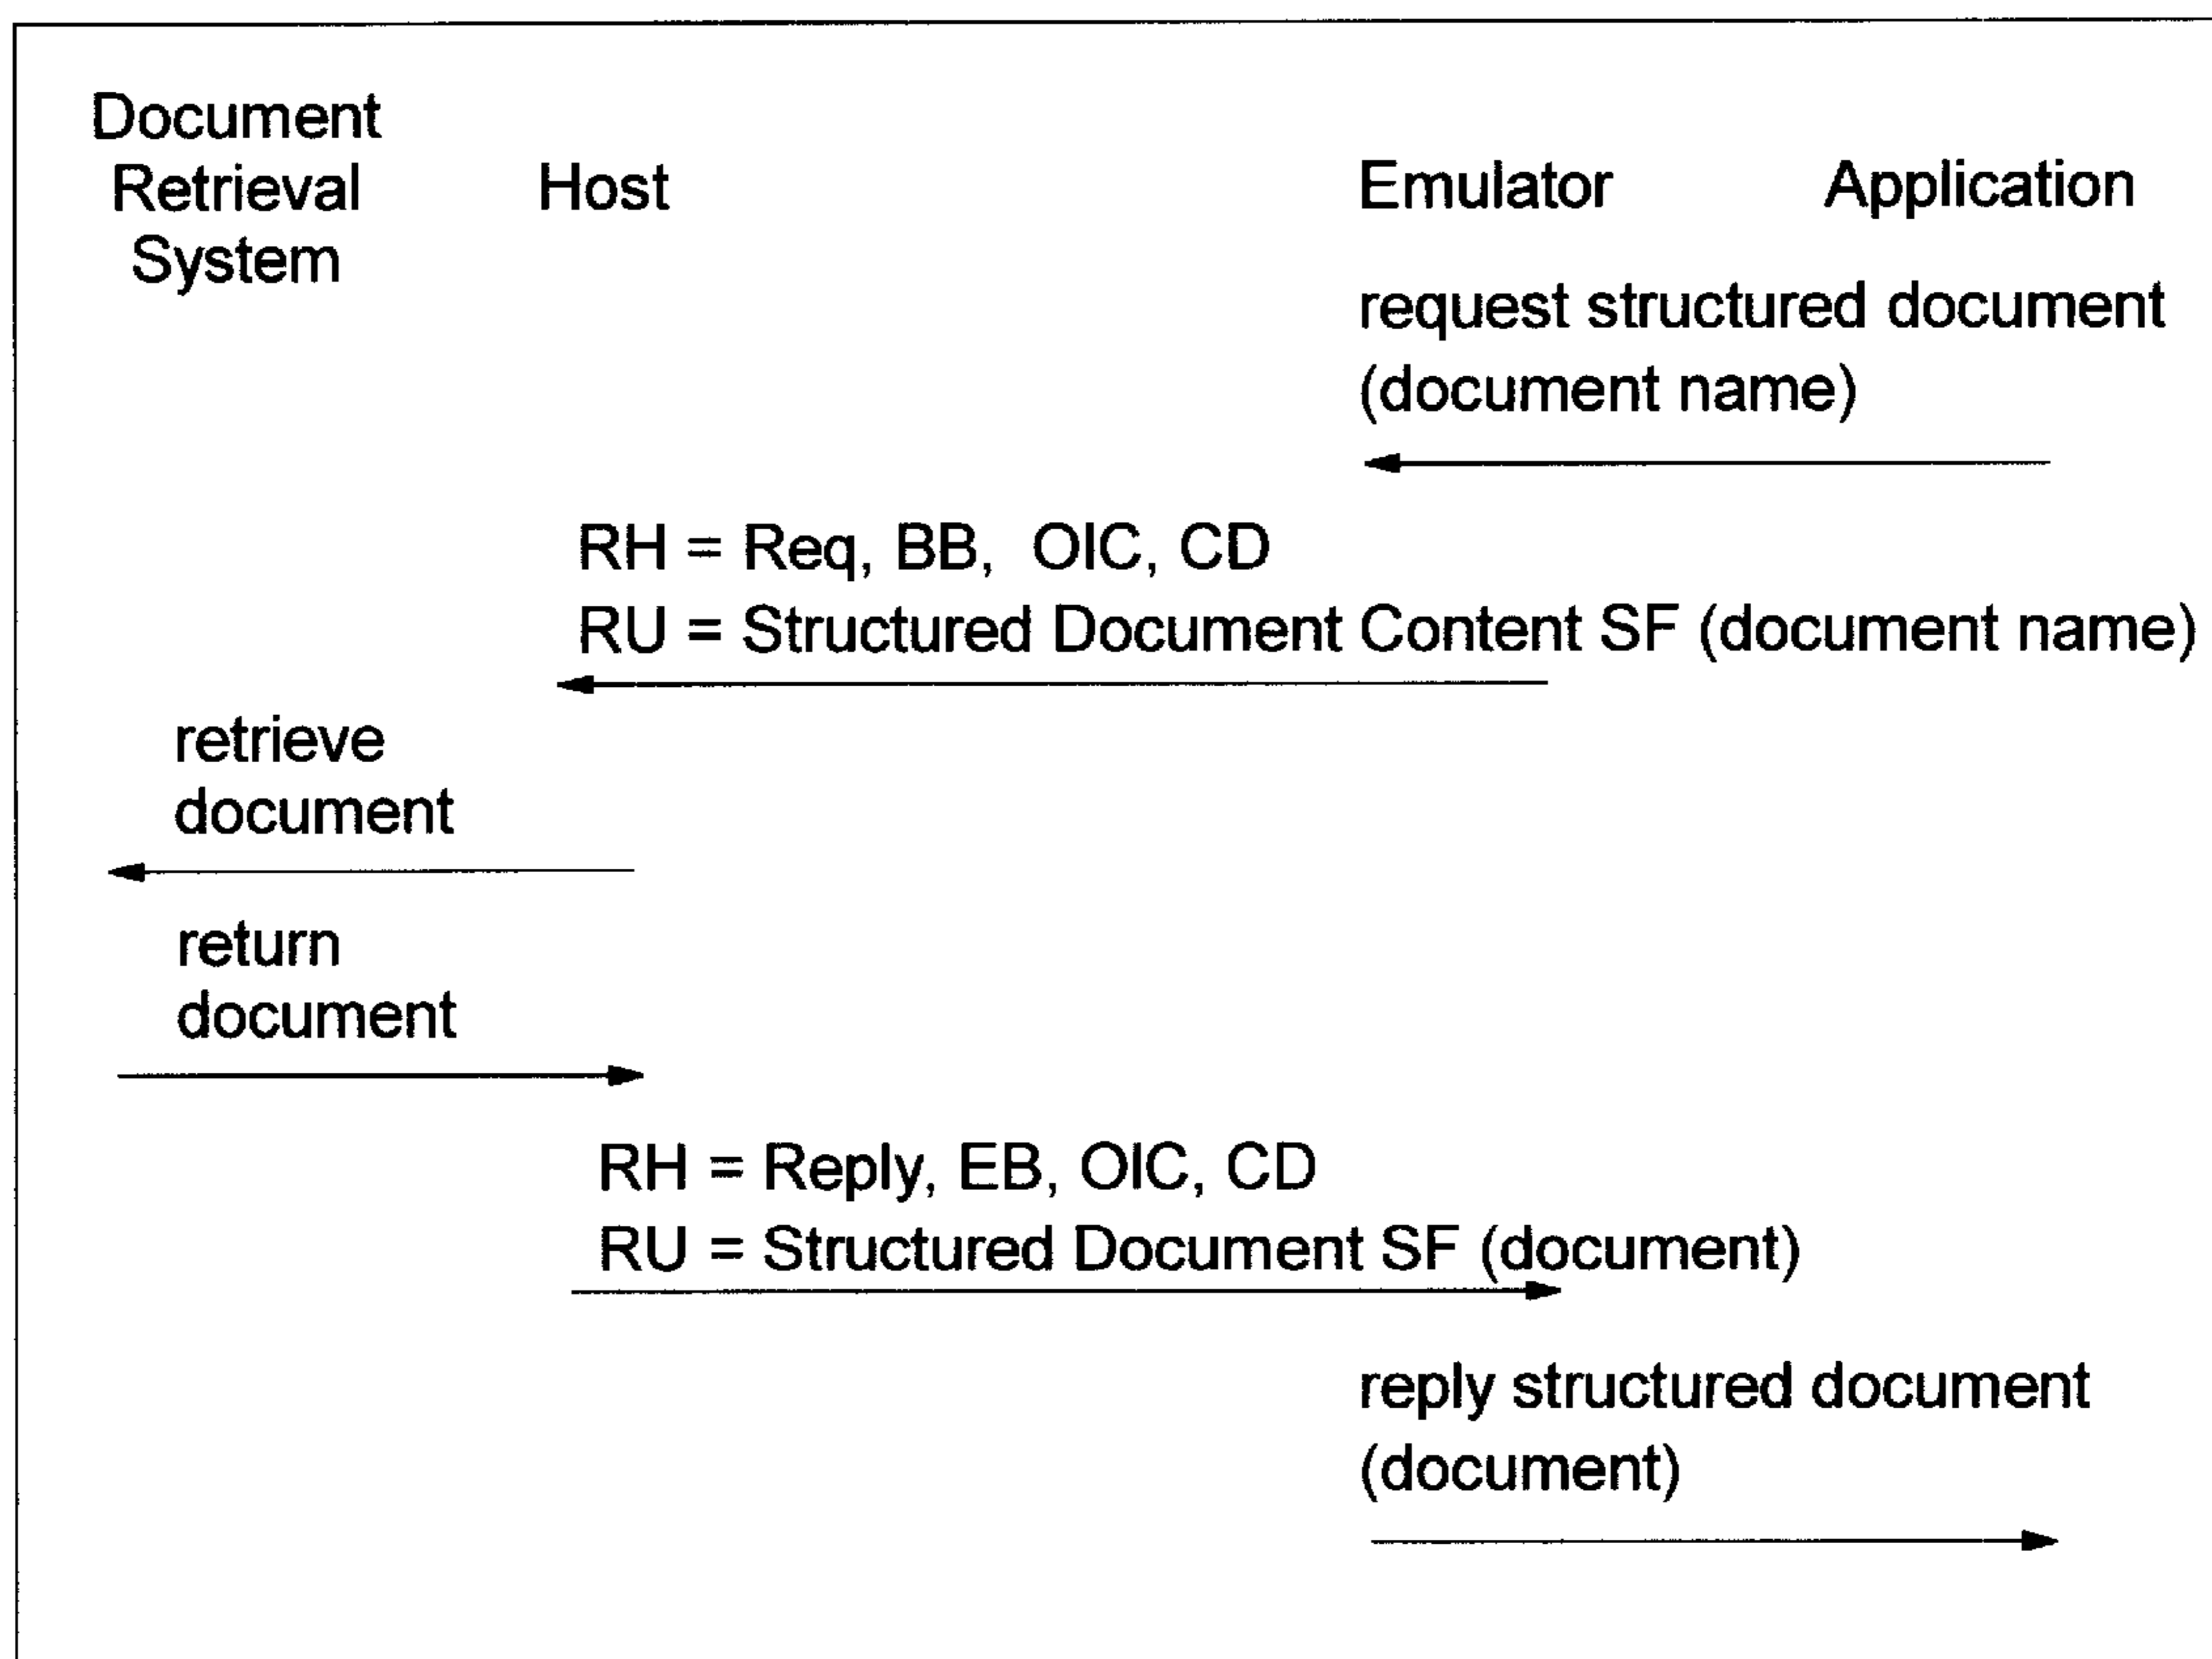 Document
Retrieval
System
Host
Emulator
Application
request structured document
(document name)
RH = Req, BB, OIC, CD
RU = Structured Document Content SF (document name)
retrieve
document
return
document
RH = Reply, EB, OIC, CD
RU = Structured Document SF (document)
reply structured document
(document)